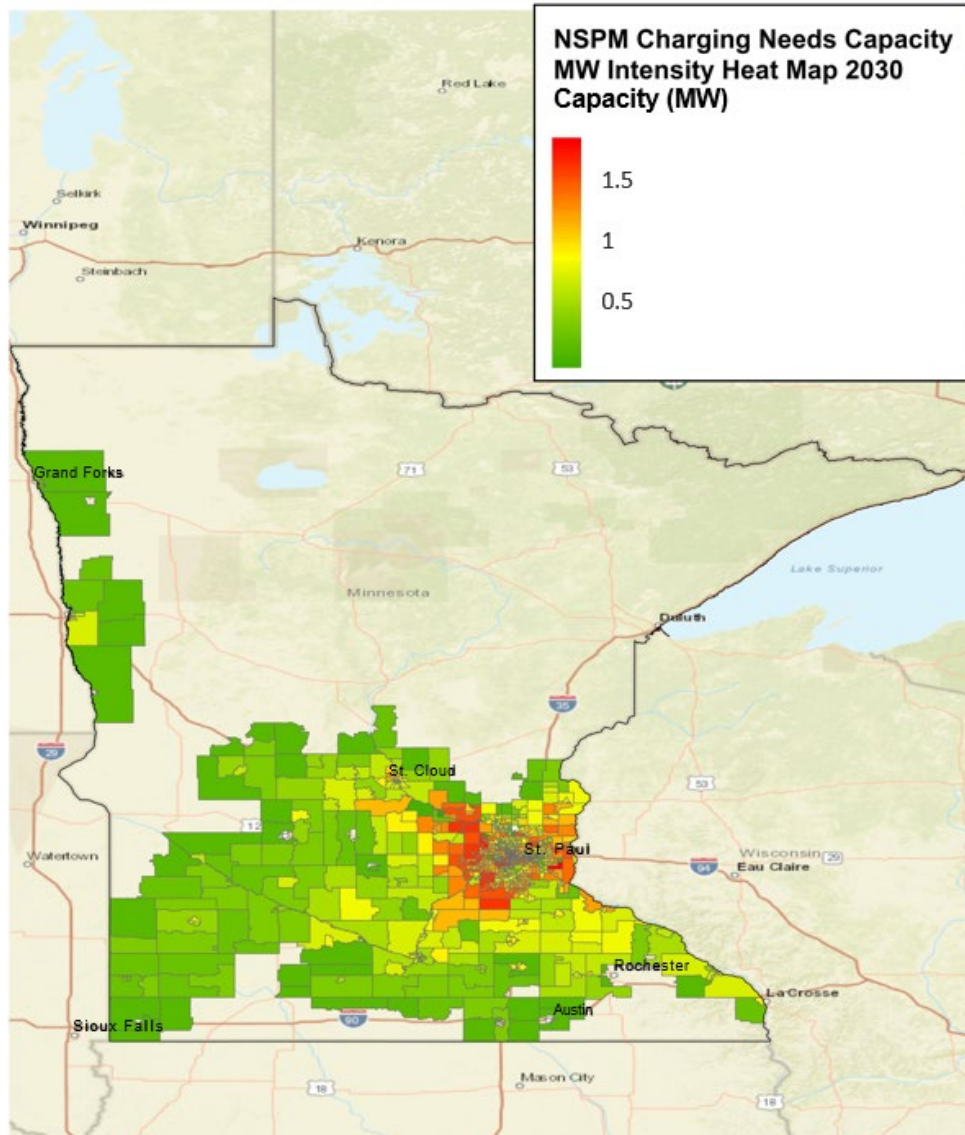 NSPM Charging Needs Capacity
MW Intensity Heat Map 2030
Capacity (MW)
1.5
1
0.5
Red Lake
Selkirk
Winnipeg
Kenora
Steinbach
Grand Forks
71
53
Lake Superior
Minnesota
Duluth
35
29
St. Cloud
53
12
St. Paul
Wisconsin
29
Watertown
94
Eau Claire
Rochester
La Crosse
Austin
90
Sioux Falls
Mason City
18
18